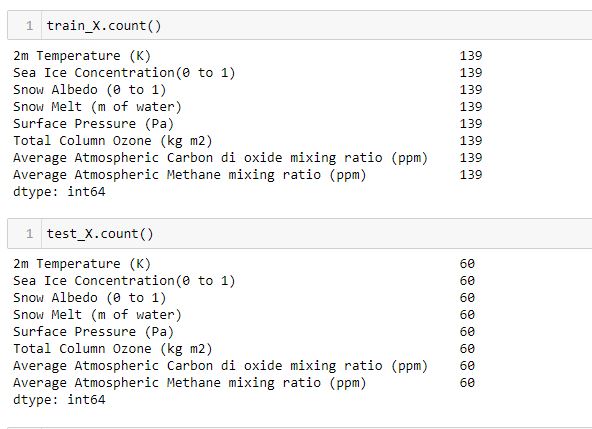 1 train_X.count()
2m Temperature (K) 139
Sea Ice Concentration(0 to 1) 139
Snow Albedo (0 to 1) 139
Snow Melt (m of water) 139
Surface Pressure (Pa) 139
Total Column Ozone (kg m2) 139
Average Atmospheric Carbon di oxide mixing ratio (ppm) 139
Average Atmospheric Methane mixing ratio (ppm) 139
dtype: int64
1 test_X.count()
2m Temperature (K) 60
Sea Ice Concentration(0 to 1) 60
Snow Albedo (0 to 1) 60
Snow Melt (m of water) 60
Surface Pressure (Pa) 60
Total Column Ozone (kg m2) 60
Average Atmospheric Carbon di oxide mixing ratio (ppm) 60
Average Atmospheric Methane mixing ratio (ppm) 60
dtype: int64